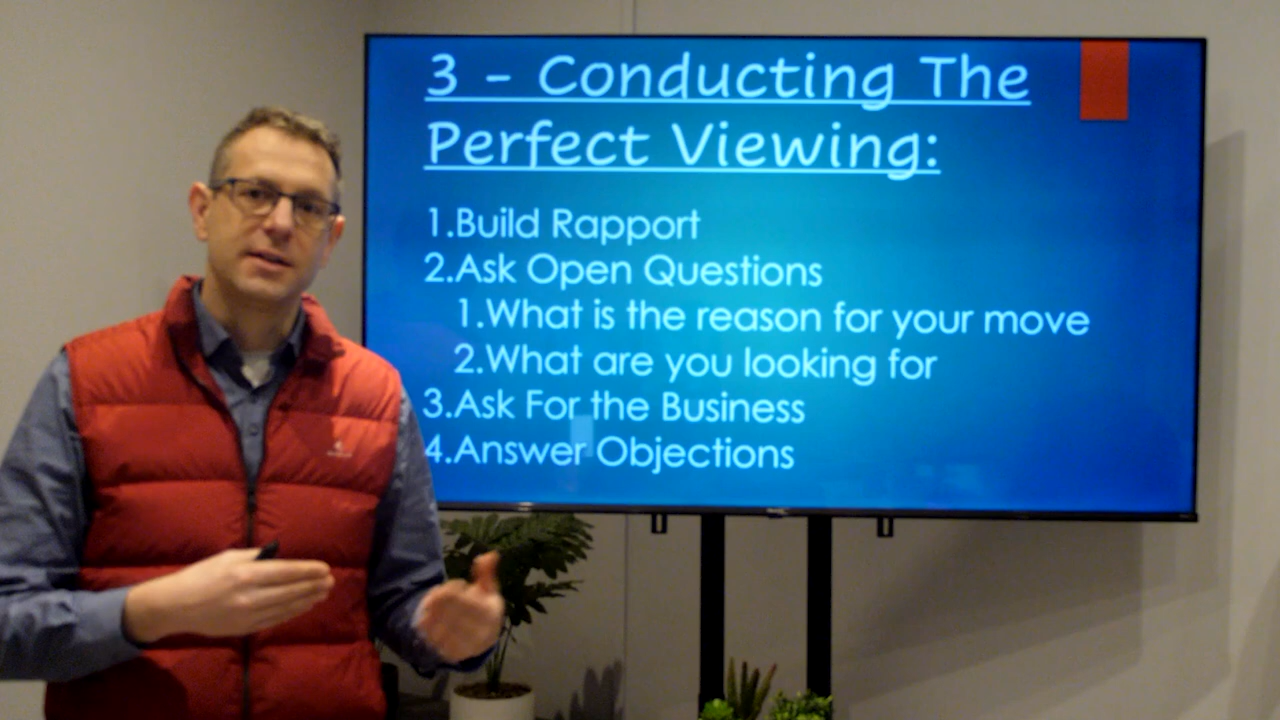 3 - Conducting The
Perfect Viewing:
1.Build Rapport
2.Ask Open Questions
1.What is the reason for your move
2.What are you looking for
3.Ask For the Business
4.Answer Objections